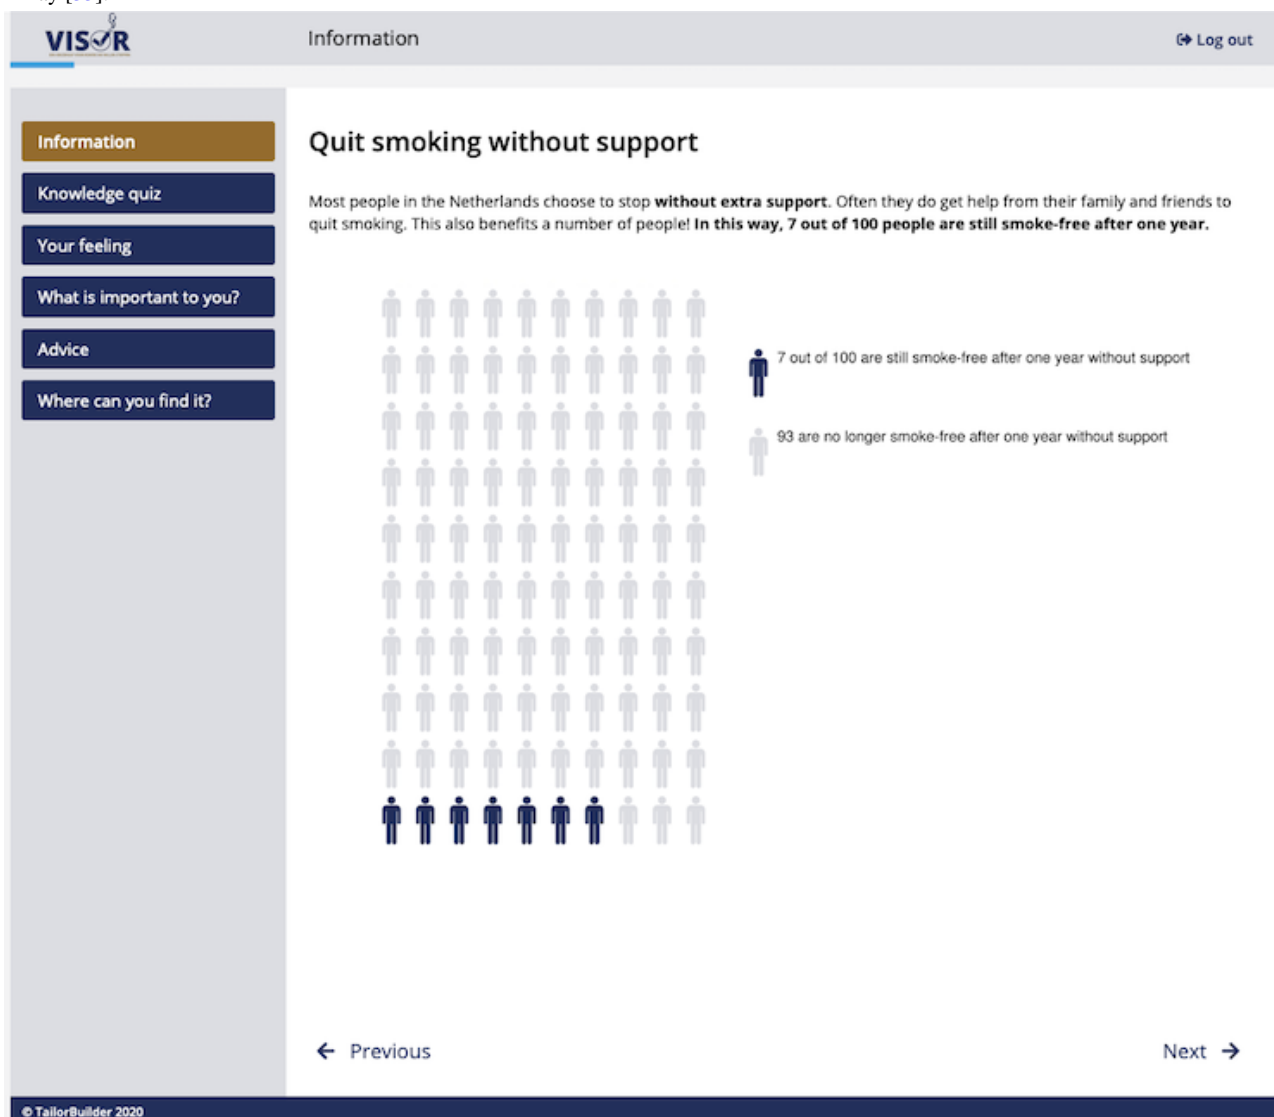 VISOR
Information
Log out
Information
Knowledge quiz
Your feeling
What is important to you?
Advice
Where can you find it?
Quit smoking without support
Most people in the Netherlands choose to stop without extra support. Often they do get help from their family and friends to
quit smoking. This also benefits a number of people! In this way, 7 out of 100 people are still smoke-free after one year.
7 out of 100 are still smoke-free after one year without support
93 are no longer smoke-free after one year without support
Previous
Next
© TailorBuilder 2020